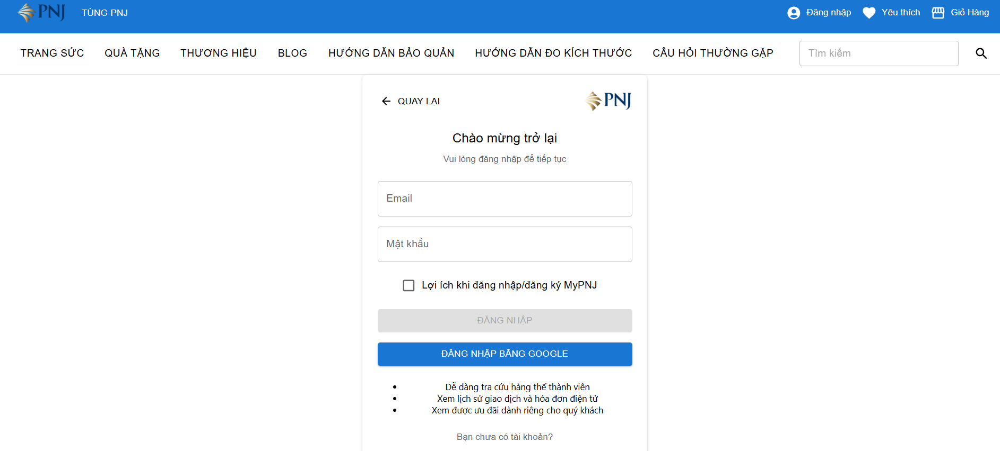 PNJ TÙNG PNJ Đăng nhập Yêu thích Giỏ Hàng
TRANG SỨC QUÀ TẶNG THƯƠNG HIỆU BLOG HƯỚNG DẪN BẢO QUẢN HƯỚNG DẪN ĐO KÍCH THƯỚC CÂU HỎI THƯỜNG GẶP Tìm kiếm
QUAY LẠI PNJ
Chào mừng trở lại
Vui lòng đăng nhập để tiếp tục
Email
Mật khẩu
Lợi ích khi đăng nhập/đăng ký MyPNJ
ĐĂNG NHẬP
ĐĂNG NHẬP BẰNG GOOGLE
• Dễ dàng tra cứu hàng thế thành viên
• Xem lịch sử giao dịch và hóa đơn điện tử
• Xem được ưu đãi dành riêng cho quý khách
Bạn chưa có tài khoản?